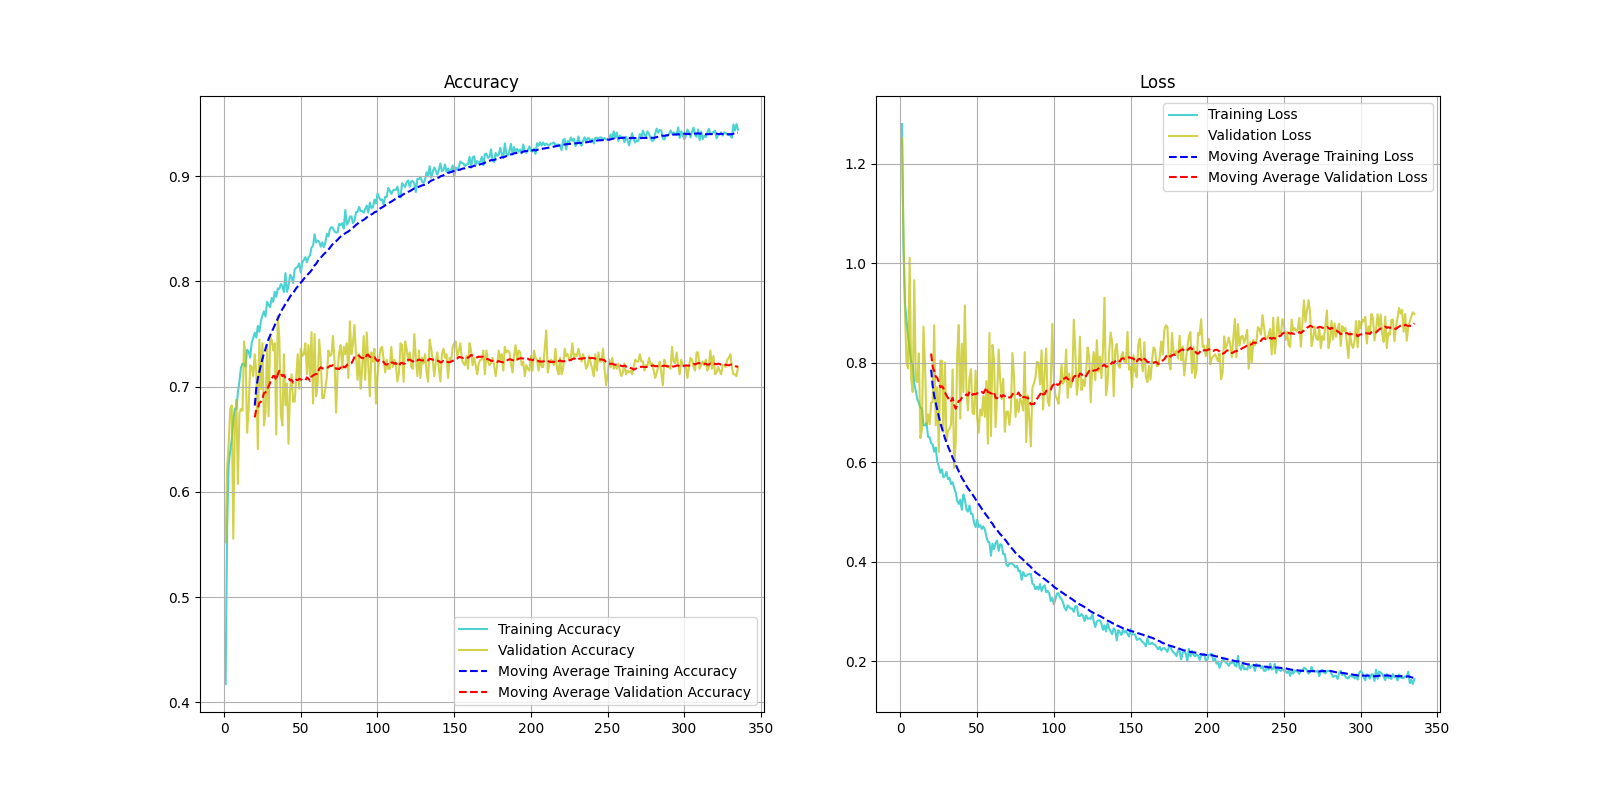 Accuracy
0.9
0.8
0.7
0.6
0.5
0.4
0 50 100 150 200 250 300 350
Training Accuracy
Validation Accuracy
Moving Average Training Accuracy
Moving Average Validation Accuracy
Loss
1.2
1.0
0.8
0.6
0.4
0.2
0 50 100 150 200 250 300 350
Training Loss
Validation Loss
Moving Average Training Loss
Moving Average Validation Loss